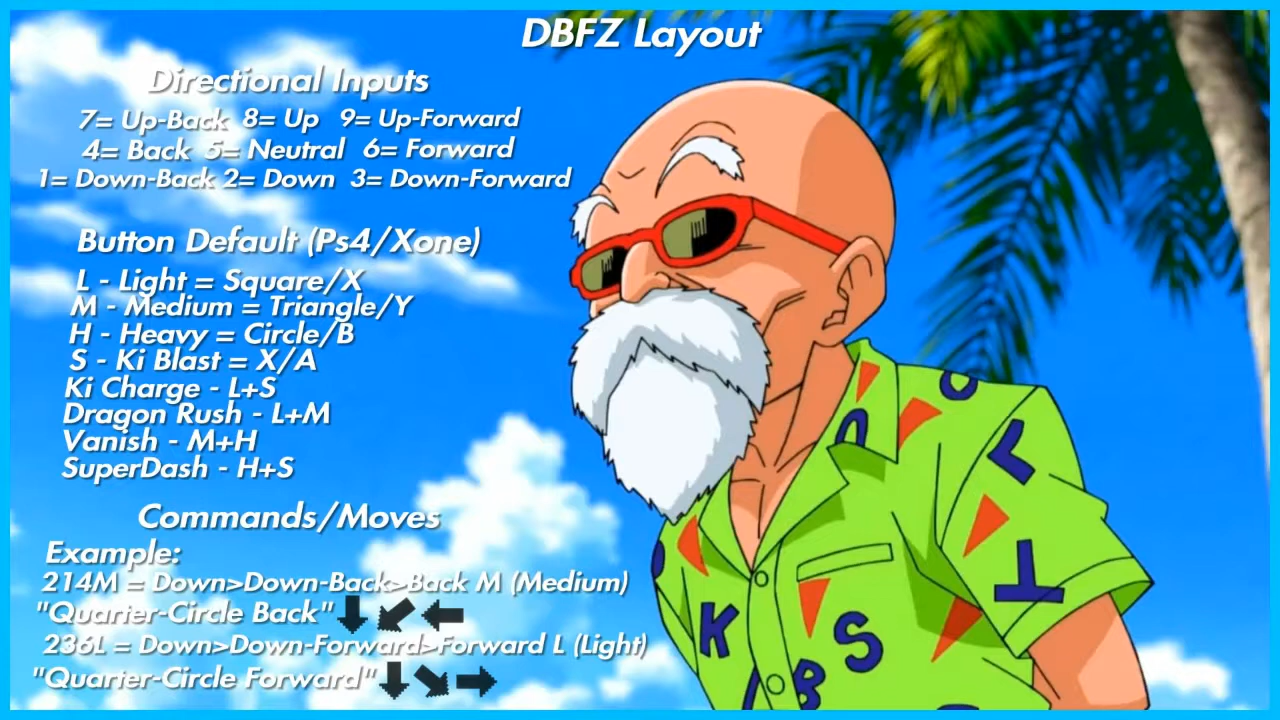 DBFZ Layout
Directional Inputs
7= Up-Back 8= Up 9= Up-Forward
4= Back 5= Neutral 6= Forward
1= Down-Back 2= Down 3= Down-Forward
Button Default (Ps4/Xone)
L - Light = Square/X
M - Medium = Triangle/Y
H - Heavy = Circle/B
S - Ki Blast = X/A
Ki Charge - L+S
Dragon Rush - L+M
Vanish - M+H
SuperDash - H+S
Commands/Moves
Example:
214M = Down>Down-Back>Back M (Medium)
"Quarter-Circle Back" ⬇ ↙ ⬅
236L = Down>Down-Forward>Forward L (Light)
"Quarter-Circle Forward" ⬇ ↘ ➡
L
T
K
S
B